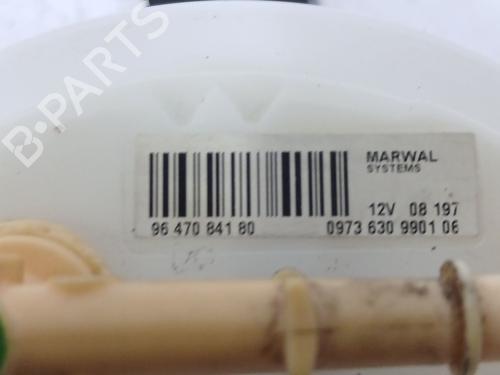 B-PARTS
MARWAL
SYSTEMS
12V 08 197
96 470 841 80 0973 630 9901 06